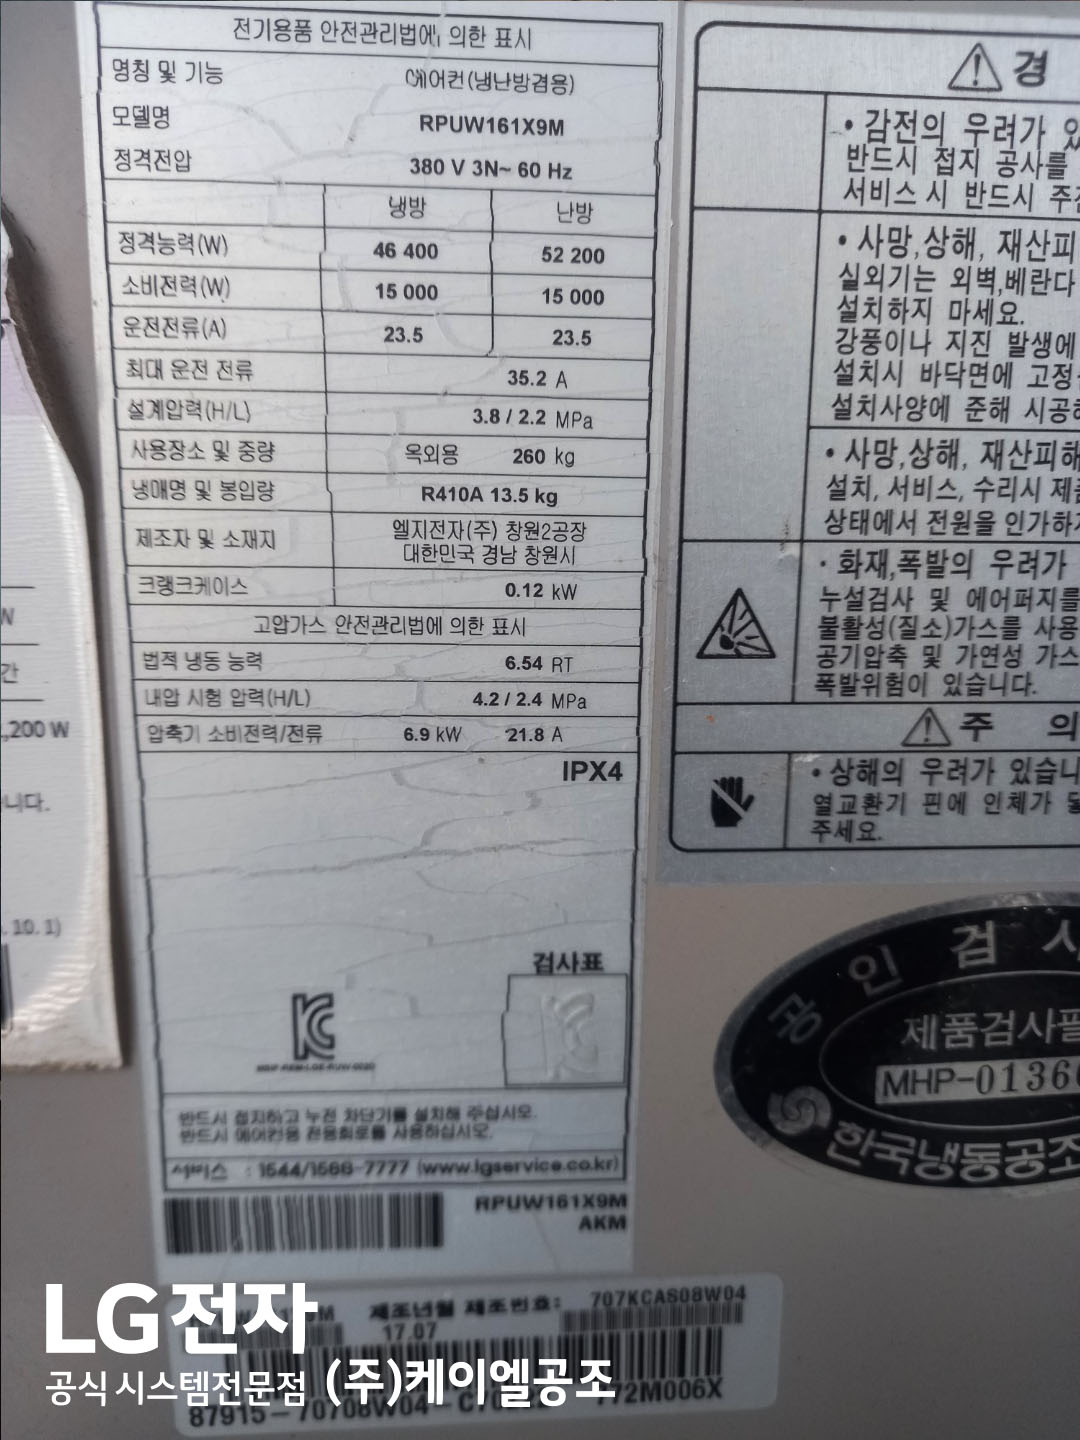 전기용품 안전관리법에 의한 표시
명칭 및 기능 에어컨(냉난방겸용)
모델명 RPUW161X9M
정격전압 380 V 3N~ 60 Hz
냉방 난방
정격능력(W) 46 400 52 200
소비전력(W) 15 000 15 000
운전전류(A) 23.5 23.5
최대 운전 전류 35.2 A
설계압력(H/L) 3.8 / 2.2 MPa
사용장소 및 중량 옥외용 260 kg
냉매명 및 봉입량 R410A 13.5 kg
제조자 및 소재지 엘지전자(주) 창원2공장
대한민국 경남 창원시
크랭크케이스 0.12 kW
고압가스 안전관리법에 의한 표시
법적 냉동 능력 6.54 RT
내압 시험 압력(H/L) 4.2 / 2.4 MPa
압축기 소비전력/전류 6.9 kW 21.8 A
IPX4
검사표
반드시 접지하고 누전 차단기를 설치해 주십시오.
반드시 에어컨용 전용회로를 사용하십시오.
서비스 : 1544/1588-7777 (www.lgservice.co.kr)
RPUW161X9M
AKM
제조년월 제조번호: 707KCAS08W04
17.07
87915-70708W04- 772M006X
경
• 감전의 우려가
반드시 접지 공사를
서비스 시 반드시
• 사망,상해, 재산피
실외기는 외벽,베란다
설치하지 마세요.
강풍이나 지진 발생에
설치시 바닥면에 고정
설치사양에 준해 시공
• 사망,상해, 재산피해
설치, 서비스, 수리시 제품
상태에서 전원을 인가하지
• 화재,폭발의 우려가
누설검사 및 에어퍼지를
불활성(질소)가스를 사용
공기압축 및 가연성 가스
폭발위험이 있습니다.
주 의
• 상해의 우려가 있습니
열교환기 핀에 인체가
주세요.
공인검사
제품검사필
MHP-0136
한국냉동공조
,200 W
니다.
10. 1)
LG전자
공식 시스템전문점 (주)케이엘공조